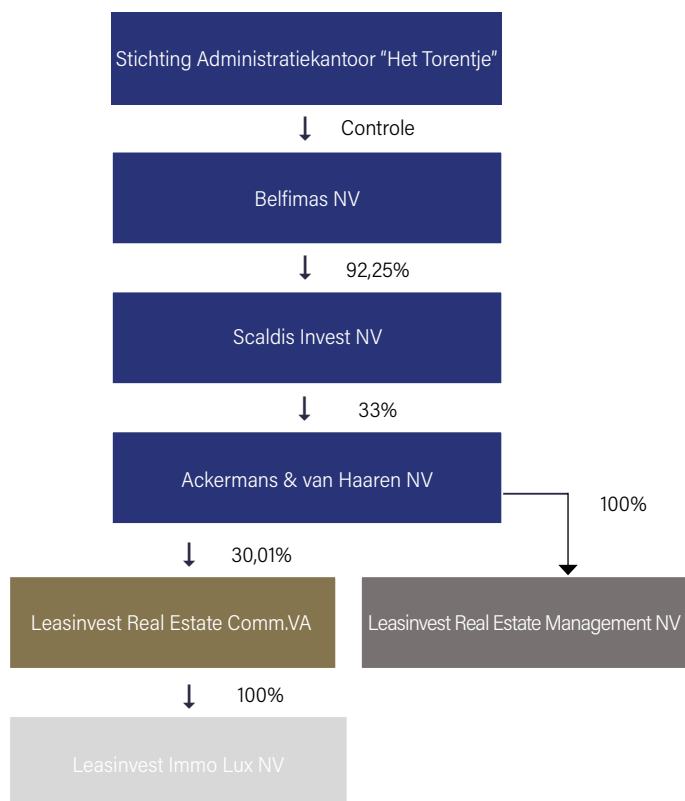 Stichting Administratiekantoor "Het Torentje"
Controle
Belfimas NV
92,25%
Scaldis Invest NV
33%
Ackermans & van Haaren NV
100%
30,01%
Leasinvest Real Estate Comm.VA
Leasinvest Real Estate Management NV
100%
Leasinvest Immo Lux NV